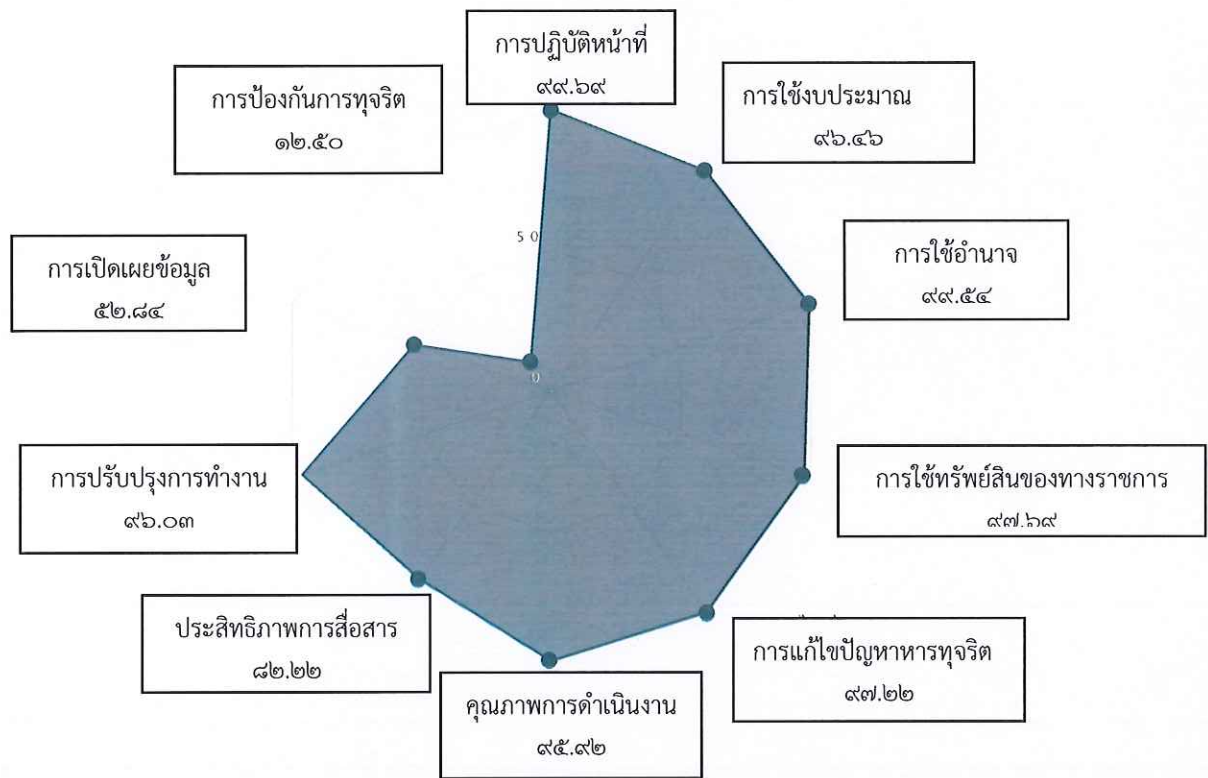 การปฏิบัติหน้าที่
๙๙.๖๙
การใช้งบประมาณ
๙๖.๔๖
การใช้อำนาจ
๙๙.๕๔
การใช้ทรัพย์สินของทางราชการ
๙๗.๖๙
การแก้ไขปัญหาหารทุจริต
๙๗.๒๒
คุณภาพการดำเนินงาน
๙๕.๙๒
ประสิทธิภาพการสื่อสาร
๘๒.๒๒
การปรับปรุงการทำงาน
๙๖.๐๓
การเปิดเผยข้อมูล
๕๒.๘๔
การป้องกันการทุจริต
๑๒.๕๐
50
0